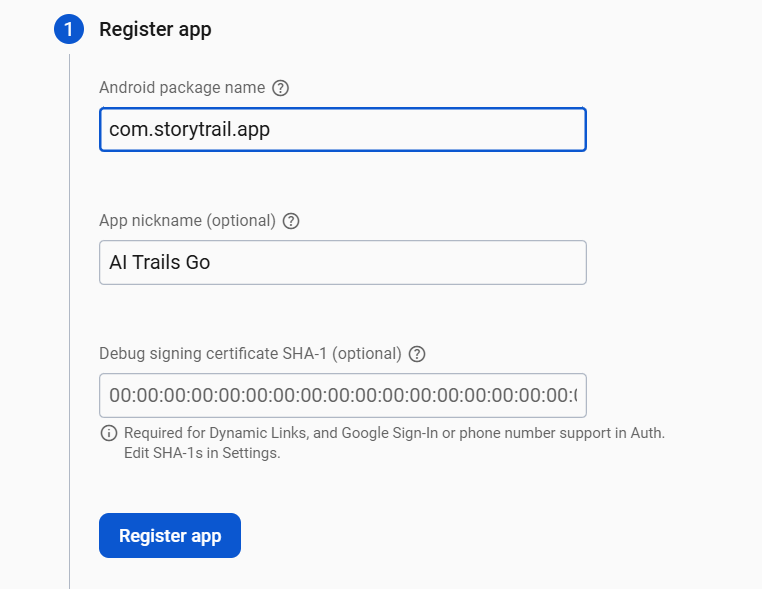 1 Register app
Android package name ?
com.storytrail.app
App nickname (optional) ?
AI Trails Go
Debug signing certificate SHA-1 (optional) ?
00:00:00:00:00:00:00:00:00:00:00:00:00:00:00:00:00:
Required for Dynamic Links, and Google Sign-In or phone number support in Auth.
Edit SHA-1s in Settings.
Register app